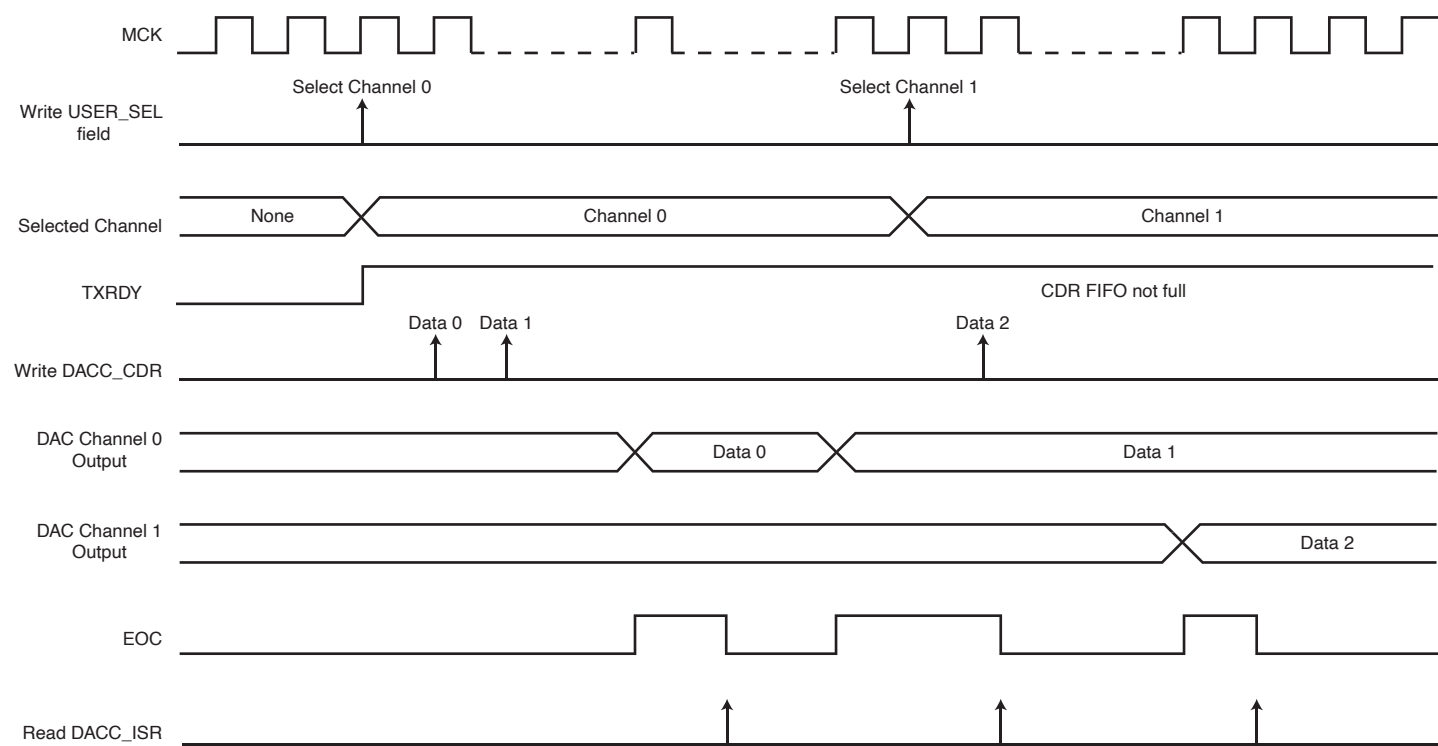 MCK
Select Channel 0
Select Channel 1
Write USER_SEL
field
Selected Channel
None
Channel 0
Channel 1
TXRDY
CDR FIFO not full
Data 0
Data 1
Data 2
Write DACC_CDR
DAC Channel 0
Output
Data 0
Data 1
DAC Channel 1
Output
Data 2
EOC
Read DACC_ISR